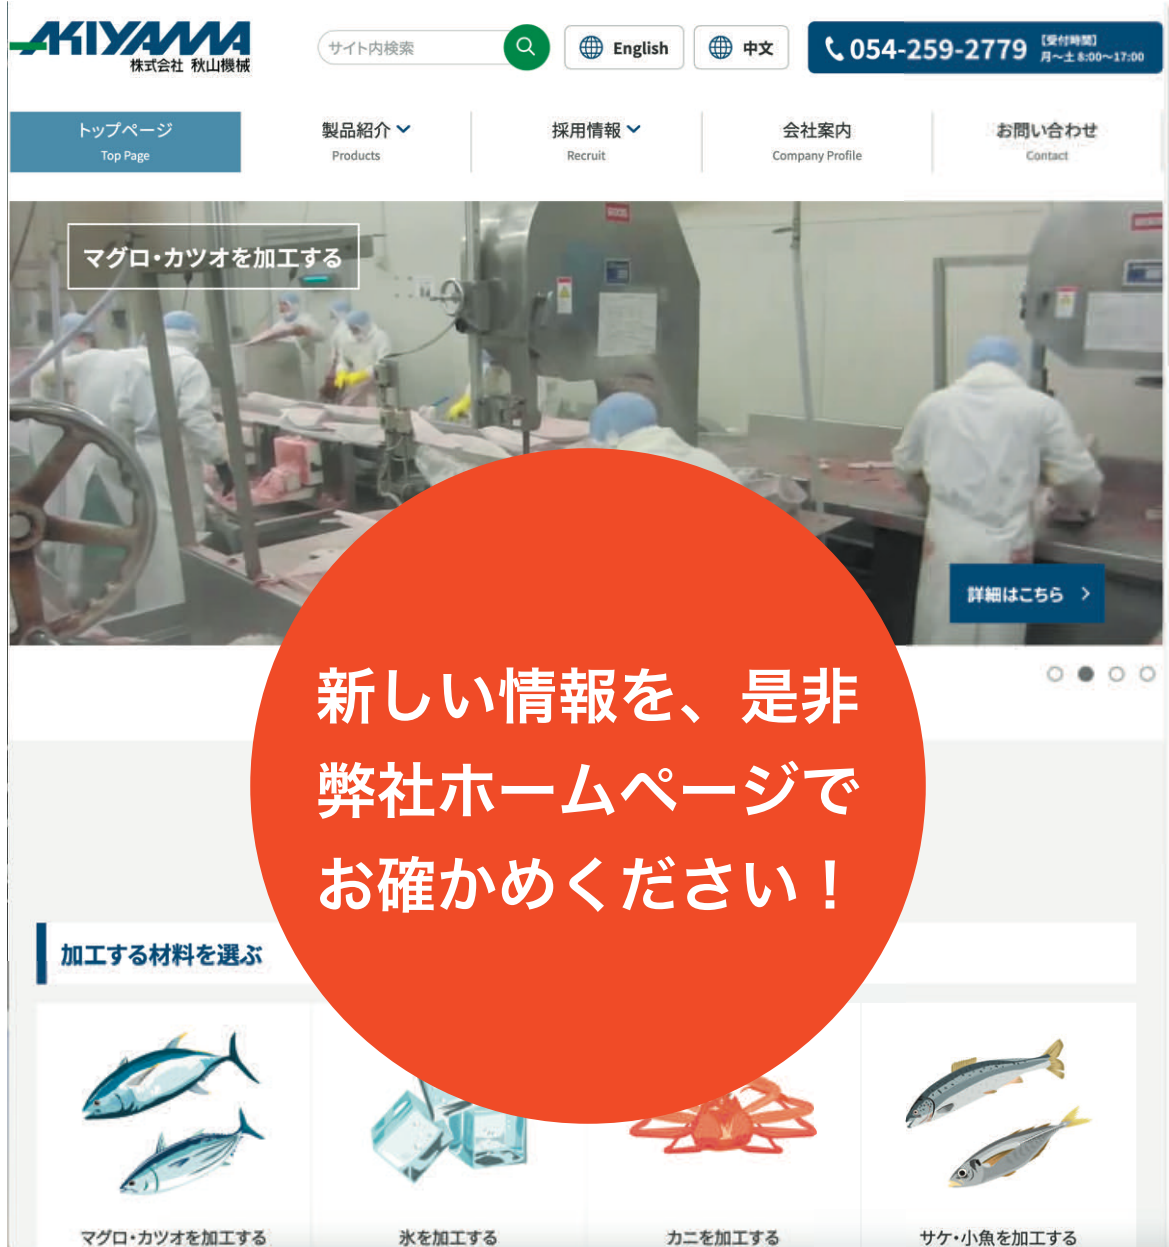 AKIYAMA
株式会社 秋山機械
サイト内検索
English
中文
054-259-2779
【受付時間】
月〜土 8:00〜17:00
トップページ
Top Page
製品紹介
Products
採用情報
Recruit
会社案内
Company Profile
お問い合わせ
Contact
マグロ・カツオを加工する
詳細はこちら
新しい情報を、是非
弊社ホームページで
お確かめください！
加工する材料を選ぶ
マグロ・カツオを加工する
氷を加工する
カニを加工する
サケ・小魚を加工する